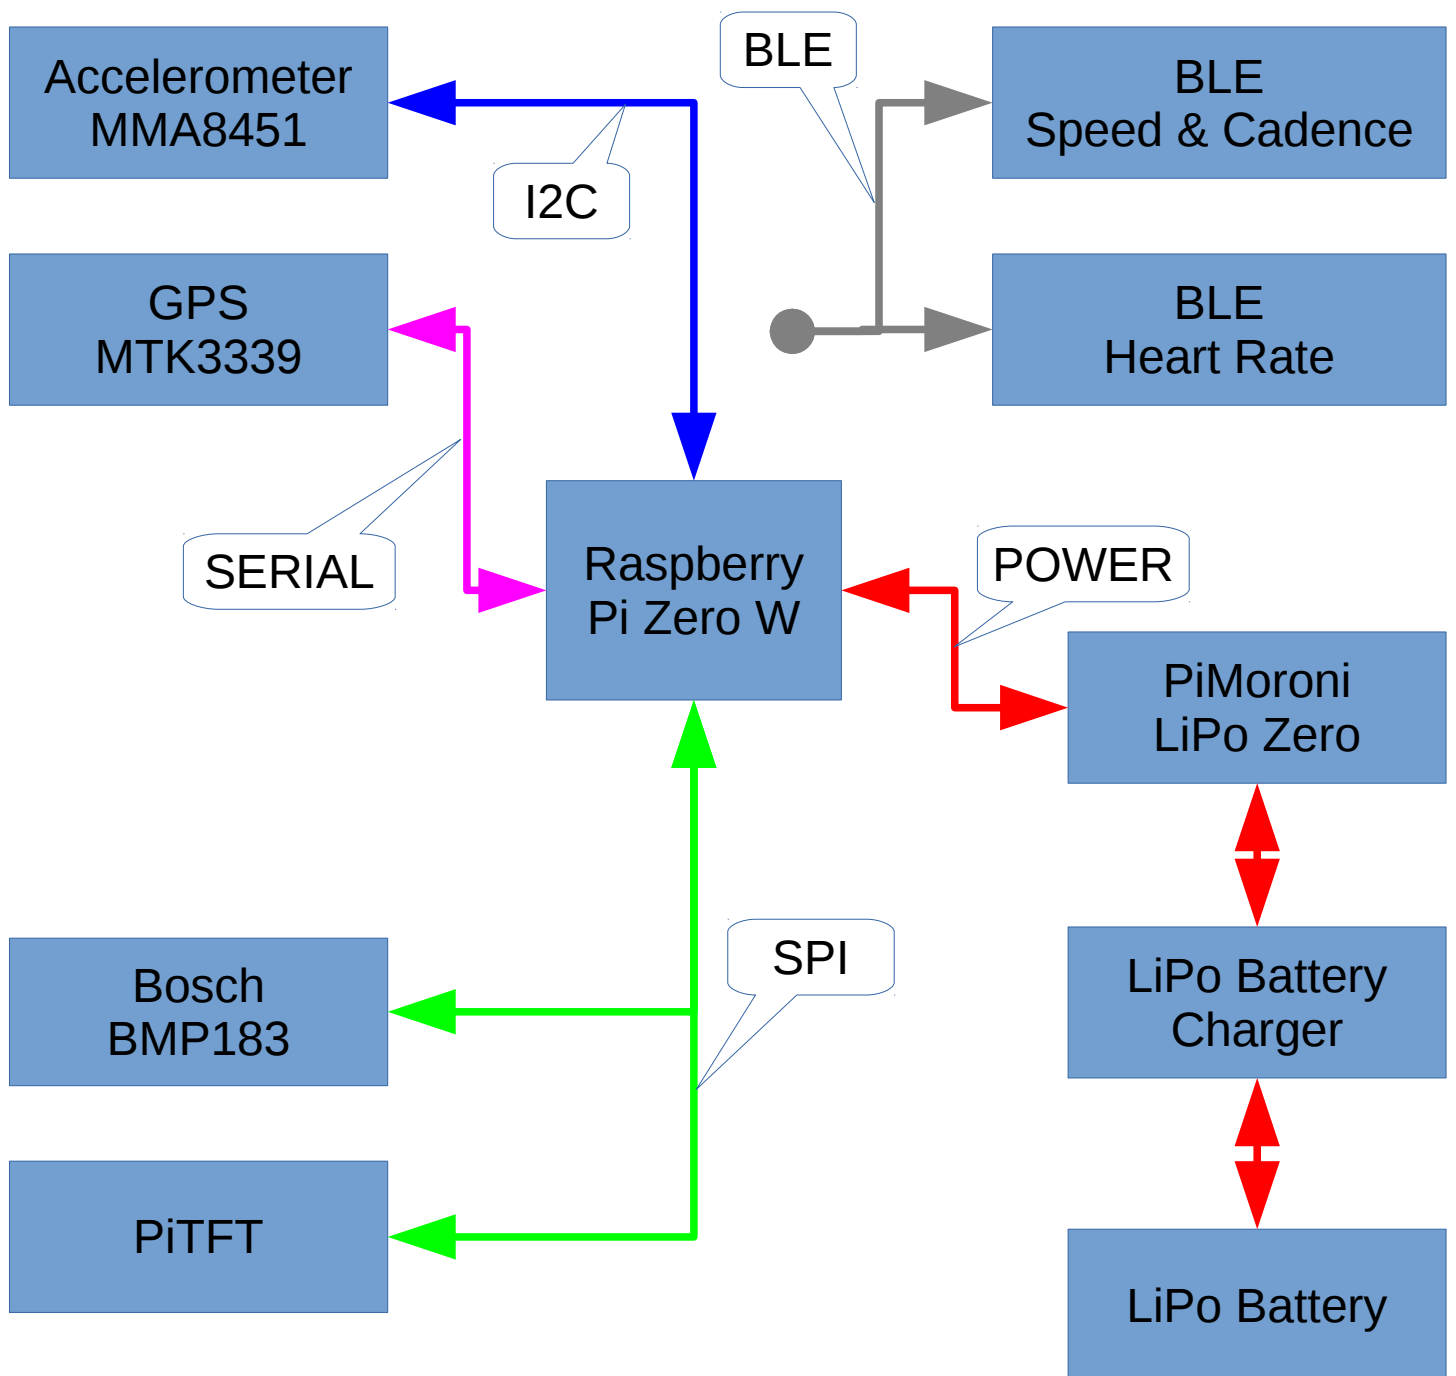 Accelerometer
MMA8451
BLE
BLE
Speed & Cadence
I2C
GPS
MTK3339
BLE
Heart Rate
SERIAL
Raspberry
Pi Zero W
POWER
PiMoroni
LiPo Zero
Bosch
BMP183
SPI
LiPo Battery
Charger
PiTFT
LiPo Battery